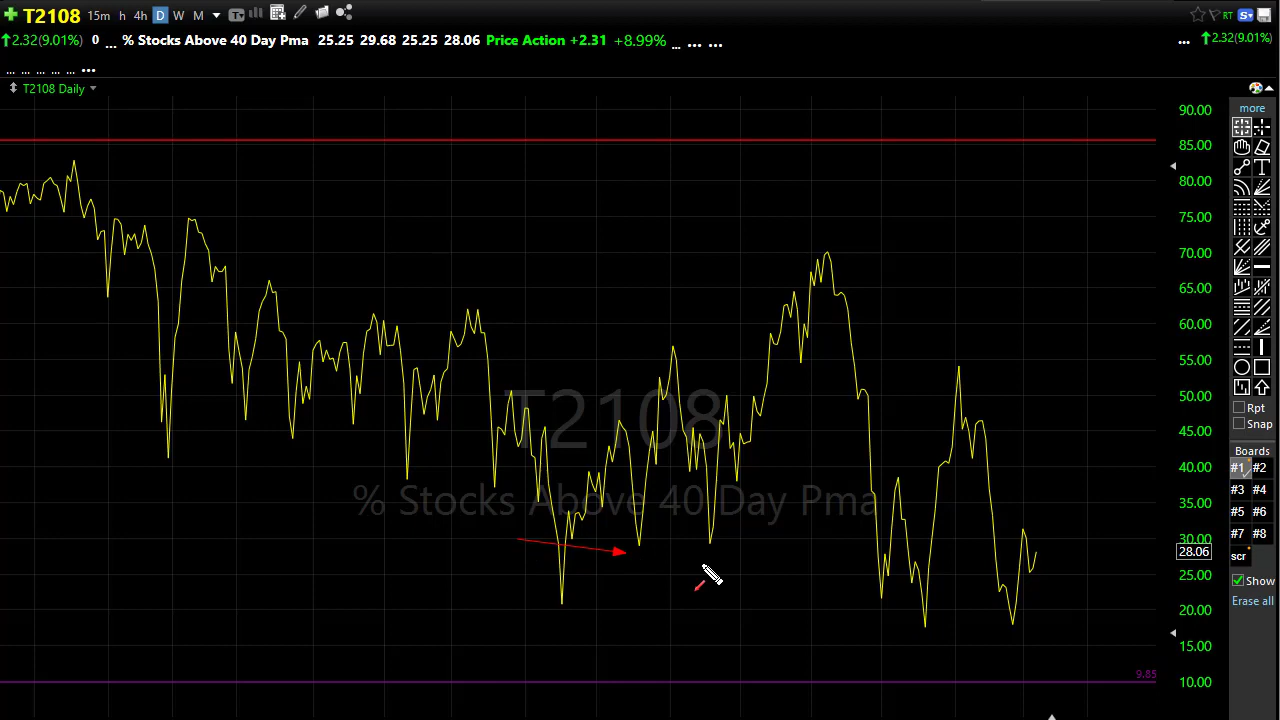 T2108 15m h 4h D W M T RT S
2.32(9.01%) 0 ... % Stocks Above 40 Day Pma 25.25 29.68 25.25 28.06 Price Action +2.31 +8.99% ... ... ... ... 2.32(9.01%)
... ... ... ... ... ...
T2108 Daily
more
90.00
85.00
80.00
75.00
70.00
65.00
60.00
55.00
50.00
45.00
40.00
35.00
30.00
28.06
25.00
20.00
15.00
10.00
9.85
T2108
% Stocks Above 40 Day Pma
T
Rpt
Snap
Boards
#1 #2
#3 #4
#5 #6
#7 #8
scr
Show
Erase all